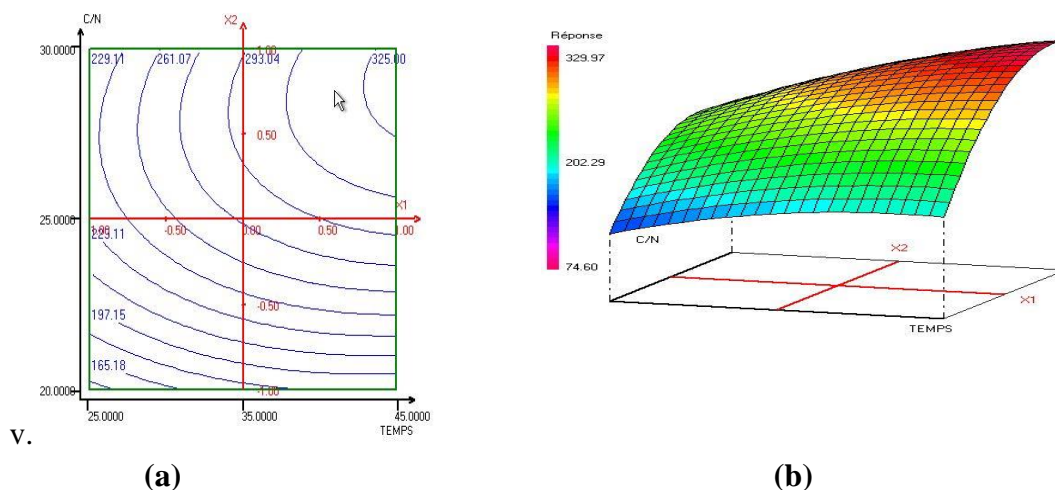 C/N
X2
30.0000
1.00
229.11
261.07
293.04
325.00
0.50
25.0000
X1
-1.00
-0.50
0.00
0.50
1.00
229.11
-0.50
197.15
165.18
20.0000
-1.00
25.0000
35.0000
45.0000
TEMPS
v.
(a)
Réponse
329.97
202.29
74.60
C/N
X2
X1
TEMPS
(b)